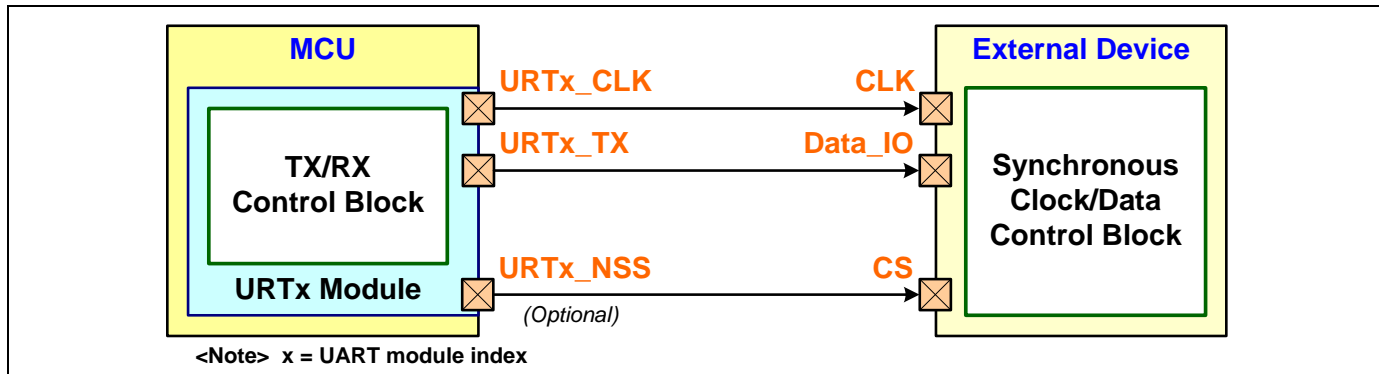 MCU
External Device
URTx_CLK
CLK
URTx_TX
Data_IO
TX/RX
Control Block
Synchronous
Clock/Data
Control Block
URTx_NSS
CS
URTx Module
(Optional)
<Note> x = UART module index